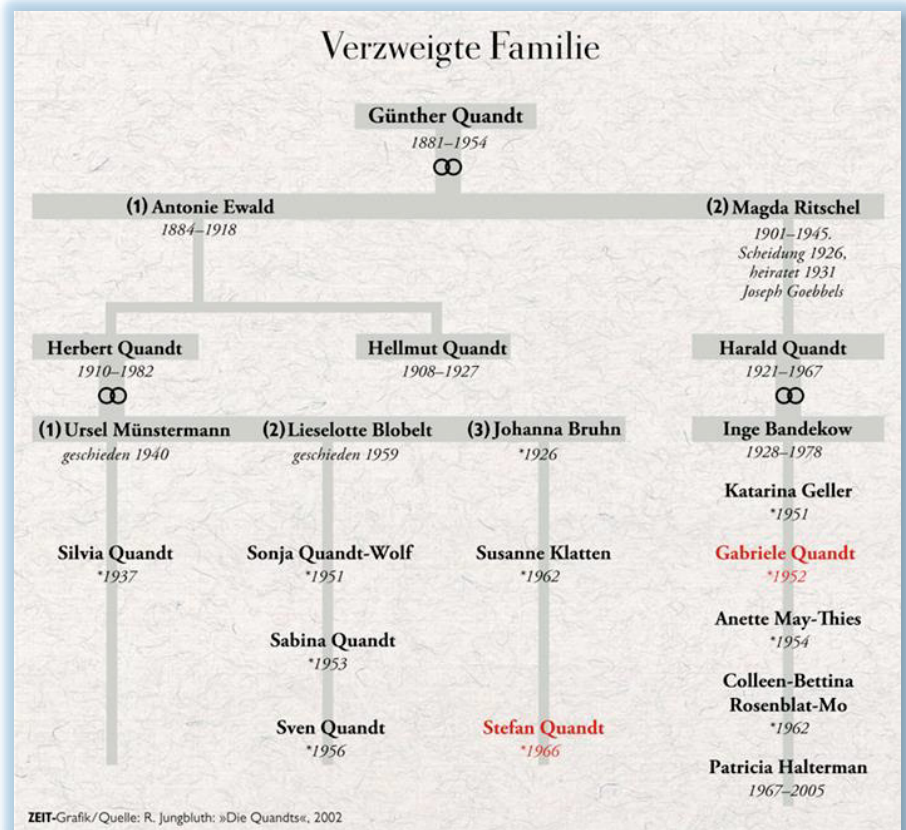 Verzweigte Familie
Günther Quandt
1881–1954
(1) Antonie Ewald
1884–1918
(2) Magda Ritschel
1901–1945.
Scheidung 1926,
heiratet 1931
Joseph Goebbels
Herbert Quandt
1910–1982
Hellmut Quandt
1908–1927
Harald Quandt
1921–1967
(1) Ursel Münstermann
geschieden 1940
(2) Lieselotte Blobelt
geschieden 1959
(3) Johanna Bruhn
*1926
Inge Bandekow
1928–1978
Silvia Quandt
*1937
Sonja Quandt-Wolf
*1951
Sabina Quandt
*1953
Sven Quandt
*1956
Susanne Klatten
*1962
Stefan Quandt
*1966
Katarina Geller
*1951
Gabriele Quandt
*1952
Anette May-Thies
*1954
Colleen-Bettina
Rosenblat-Mo
*1962
Patricia Halterman
1967–2005
ZEIT-Grafik/Quelle: R. Jungbluth: »Die Quandts«, 2002